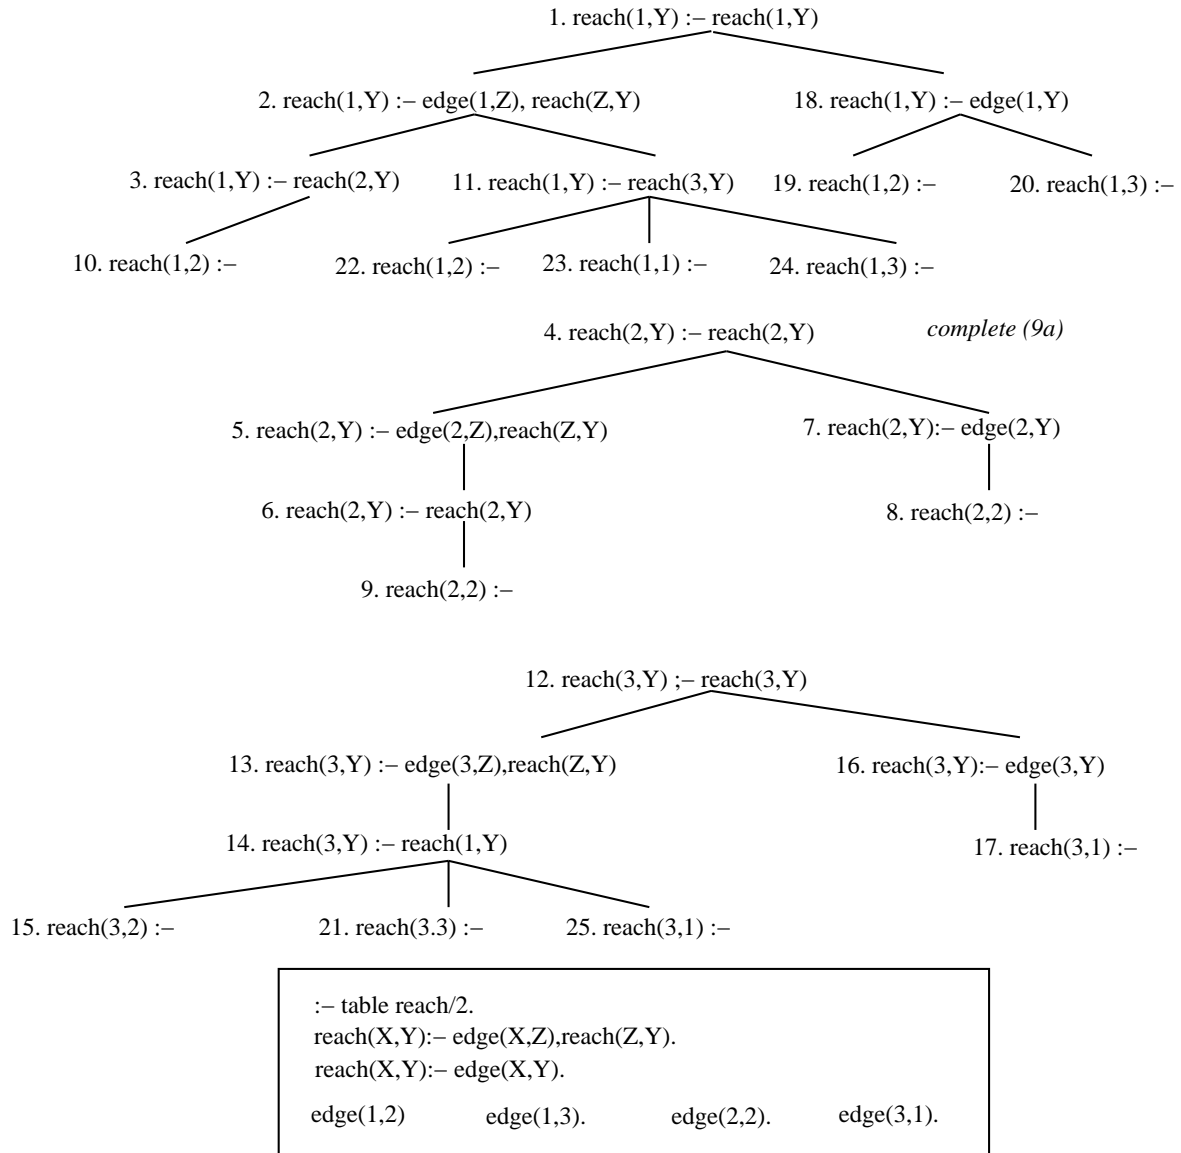 1. reach(1,Y) :– reach(1,Y)
2. reach(1,Y) :– edge(1,Z), reach(Z,Y)
18. reach(1,Y) :– edge(1,Y)
3. reach(1,Y) :– reach(2,Y)
11. reach(1,Y) :– reach(3,Y)
19. reach(1,2) :–
20. reach(1,3) :–
10. reach(1,2) :–
22. reach(1,2) :–
23. reach(1,1) :–
24. reach(1,3) :–
4. reach(2,Y) :– reach(2,Y)
complete (9a)
5. reach(2,Y) :– edge(2,Z),reach(Z,Y)
7. reach(2,Y):– edge(2,Y)
6. reach(2,Y) :– reach(2,Y)
8. reach(2,2) :–
9. reach(2,2) :–
12. reach(3,Y) ;– reach(3,Y)
13. reach(3,Y) :– edge(3,Z),reach(Z,Y)
16. reach(3,Y):– edge(3,Y)
14. reach(3,Y) :– reach(1,Y)
17. reach(3,1) :–
15. reach(3,2) :–
21. reach(3.3) :–
25. reach(3,1) :–
:– table reach/2.
reach(X,Y):– edge(X,Z),reach(Z,Y).
reach(X,Y):– edge(X,Y).
edge(1,2) edge(1,3). edge(2,2). edge(3,1).